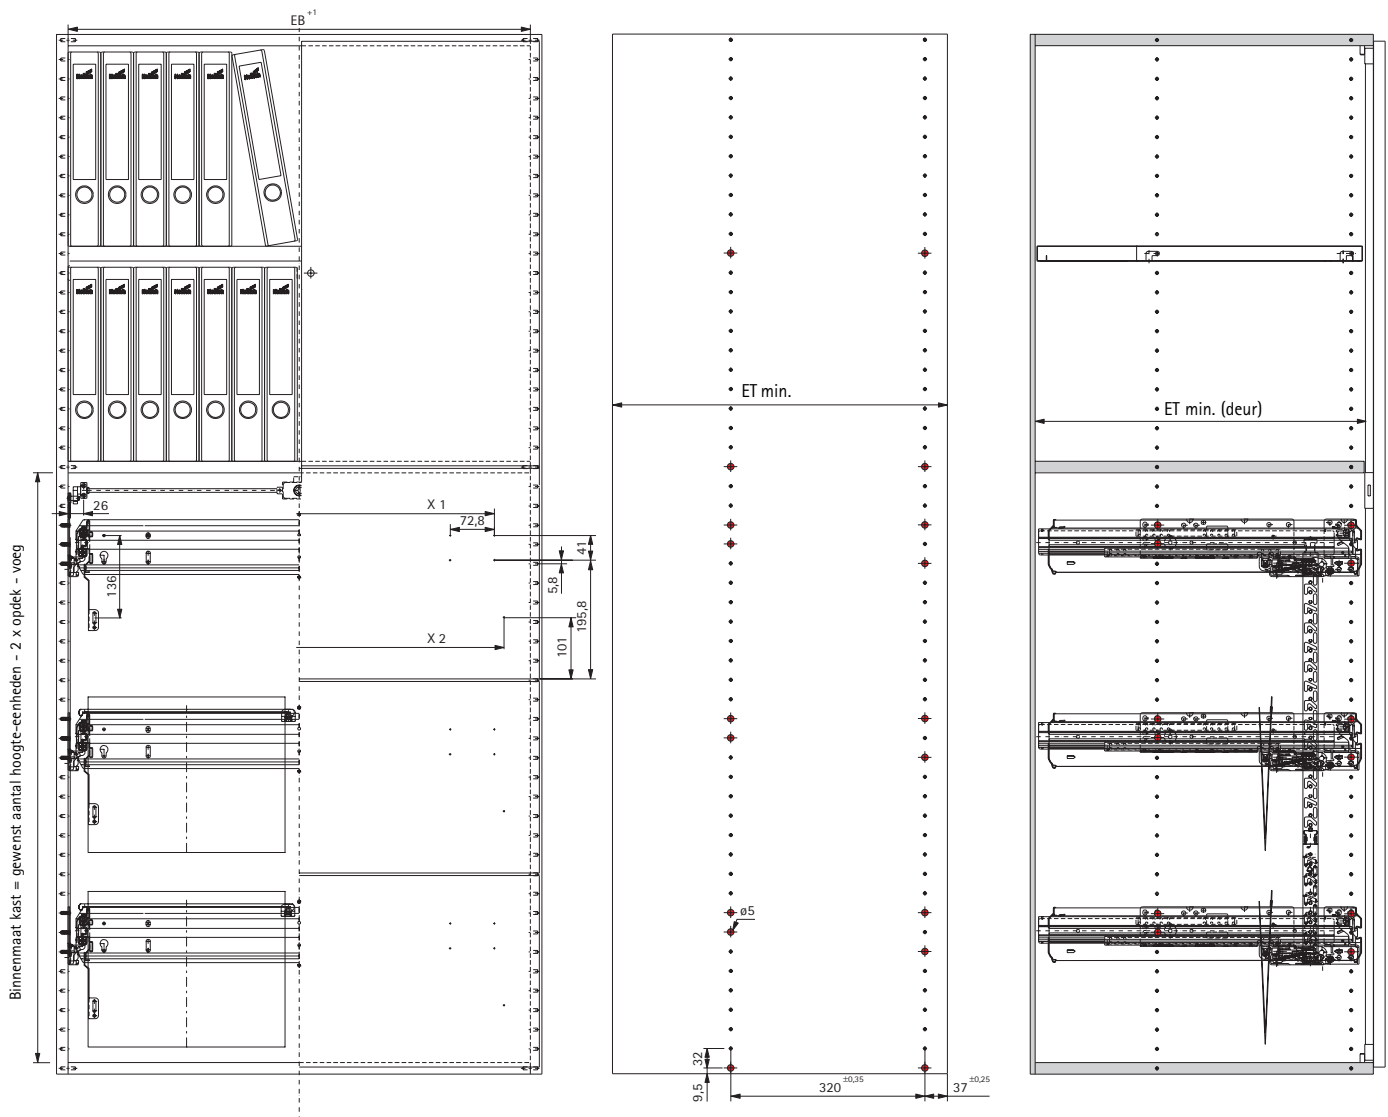 EB +1
ET min.
ET min. (deur)
26
X 1
72,8
41
136
5,8
195,8
X 2
101
Binnenmaat kast = gewenst aantal hoogte-eenheden - 2 x opdek - voeg
ø5
32
9,5
320 ±0,35
37 ±0,25